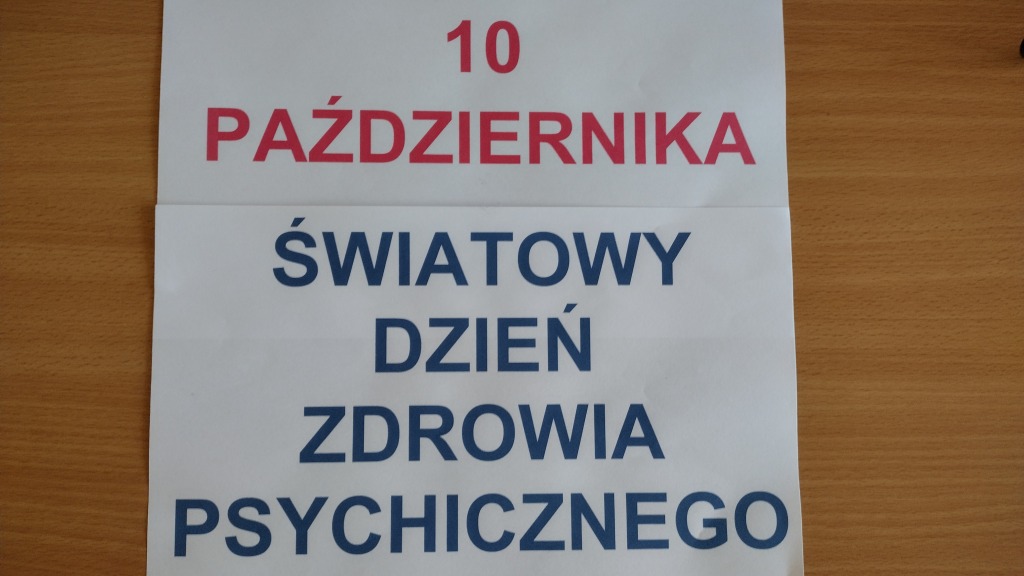 10
PAŹDZIERNIKA
ŚWIATOWY
DZIEŃ
ZDROWIA
PSYCHICZNEGO